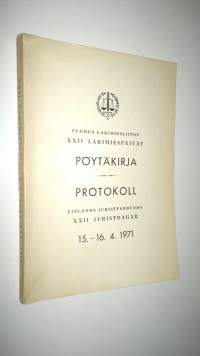 SUOMEN LAKIMIESLIITON
XXII LAKIMIESPÄIVÄT
PÖYTÄKIRJA
PROTOKOLL
FINLANDS JURISTFÖRBUNDS
XXII JURISTDAGAR
15.–16. 4. 1971